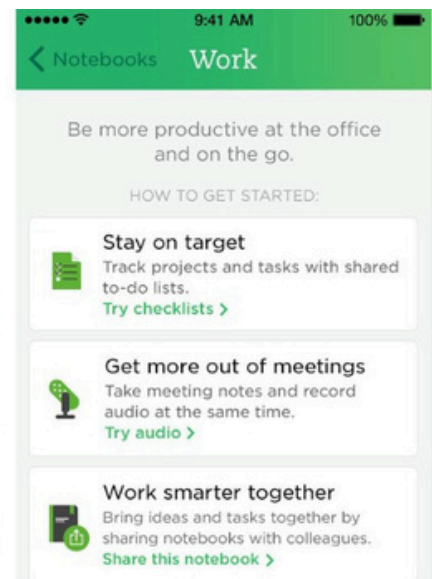 9:41 AM 100%
Notebooks Work
Be more productive at the office
and on the go.
HOW TO GET STARTED:
Stay on target
Track projects and tasks with shared
to-do lists.
Try checklists >
Get more out of meetings
Take meeting notes and record
audio at the same time.
Try audio >
Work smarter together
Bring ideas and tasks together by
sharing notebooks with colleagues.
Share this notebook >